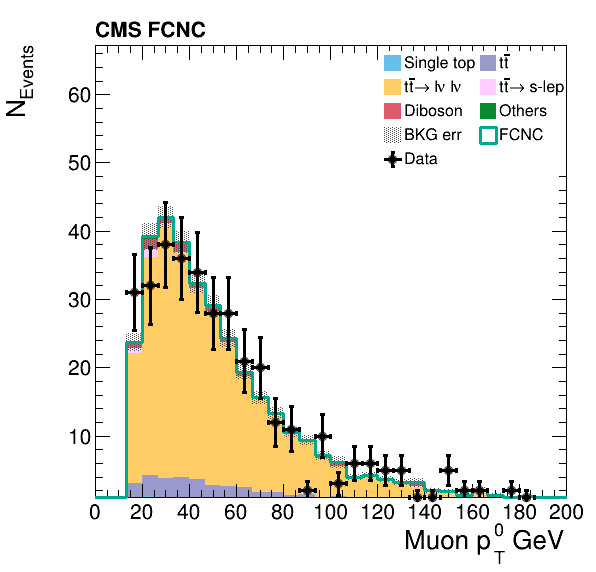 CMS FCNC
N_Events
Single top
tt̄
tt̄→ lν lν
tt̄→ s-lep
Diboson
Others
BKG err
FCNC
Data
60
50
40
30
20
10
0 20 40 60 80 100 120 140 160 180 200
Muon p_T^0 GeV